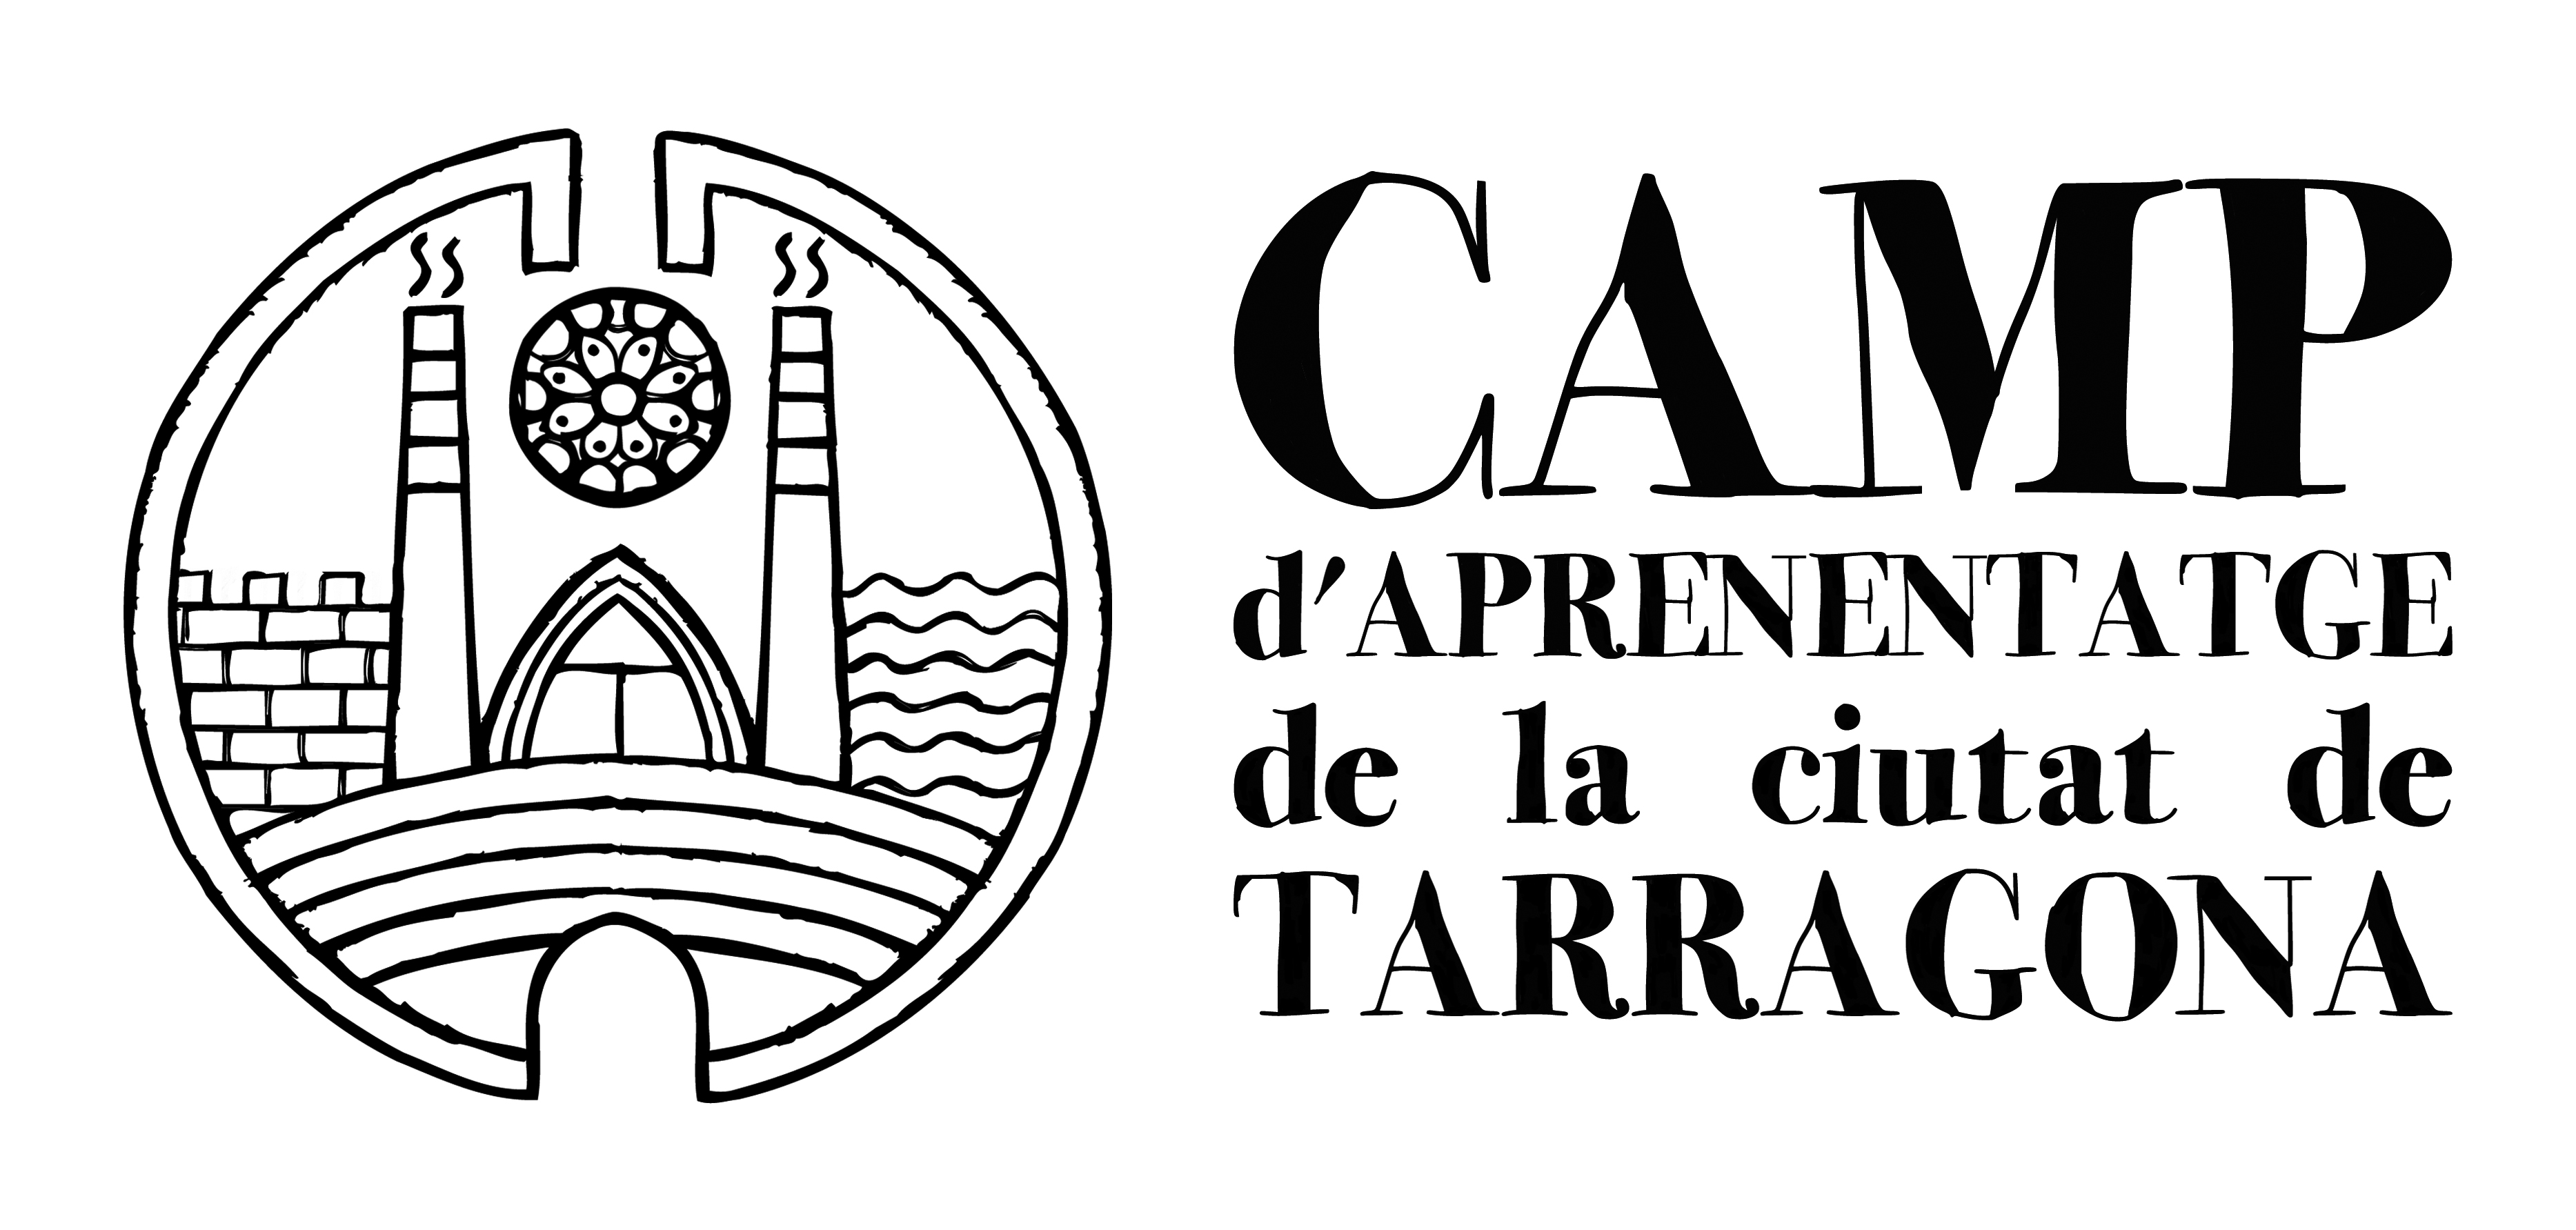 CAMP
d'APRENENTATGE
de la ciutat de
TARRAGONA